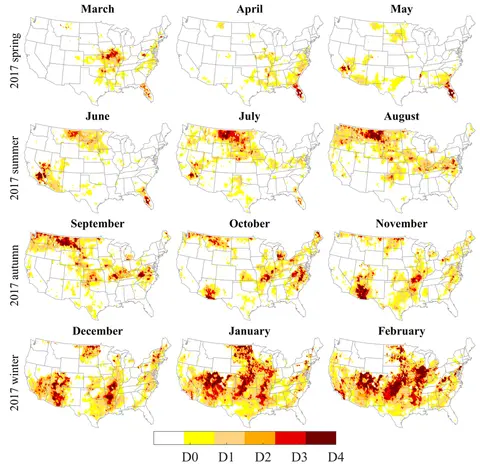 March April May
2017 spring
June July August
2017 summer
September October November
2017 autumn
December January February
2017 winter
D0 D1 D2 D3 D4